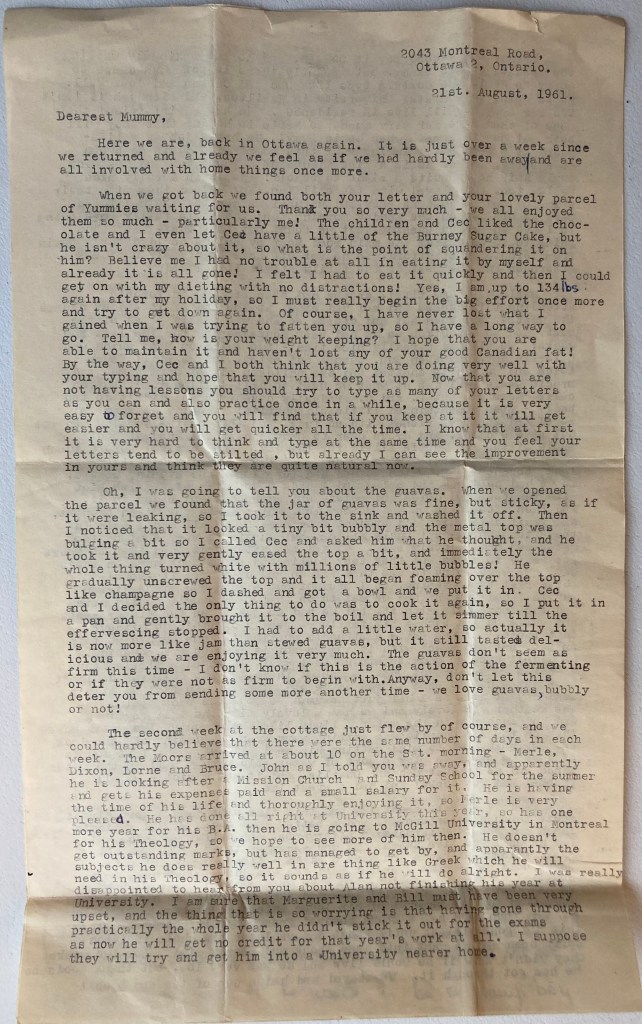 2043 Montreal Road,
Ottawa 2, Ontario.
21st. August, 1961.
Dearest Mummy,
Here we are, back in Ottawa again. It is just over a week since
we returned and already we feel as if we had hardly been away/and are
all involved with home things once more.
When we got back we found both your letter and your lovely parcel
of Yummies waiting for us. Thank you so very much - we all enjoyed
them so much - particularly me! The children and Cec liked the choc-
olate and I even let Cec have a little of the Burney Sugar Cake, but
he isn't crazy about it, so what is the point of squandering it on
him? Believe me I had no trouble at all in eating it by myself and
already it is all gone! I felt I had to eat it quickly and then I could
get on with my dieting with no distractions! Yes, I am up to 134 lbs.
again after my holiday, so I must really begin the big effort once more
and try to get down again. Of course, I have never lost what I
gained when I was trying to fatten you up, so I have a long way to
go. Tell me, how is your weight keeping? I hope that you are
able to maintain it and haven't lost any of your good Canadian fat!
By the way, Cec and I both think that you are doing very well with
your typing and hope that you will keep it up. Now that you are
not having lessons you should try to type as many of your letters
as you can and also practice once in a while, because it is very
easy to forget and you will find that if you keep at it it will get
easier and you will get quicker all the time. I know that at first
it is very hard to think and type at the same time and you feel your
letters tend to be stilted , but already I can see the improvement
in yours and think they are quite natural now.
Oh, I was going to tell you about the guavas. When we opened
the parcel we found that the jar of guavas was fine, but sticky, as if
it were leaking, so I took it to the sink and washed it off. Then
I noticed that it looked a tiny bit bubbly and the metal top was
bulging a bit so I called Cec and asked him what he thought, and he
took it and very gently eased the top a bit, and immediately the
whole thing turned white with millions of little bubbles! He
gradually unscrewed the top and it all began foaming over the top
like champagne so I dashed and got a bowl and we put it in. Cec
and I decided the only thing to do was to cook it again, so I put it in
a pan and gently brought it to the boil and let it simmer till the
effervescing stopped. I had to add a little water, so actually it
is now more like jam than stewed guavas, but it still tasted del-
icious and we are enjoying it very much. The guavas don't seem as
firm this time - I don't know if this is the action of the fermenting
or if they were not as firm to begin with. Anyway, don't let this
deter you from sending some more another time - we love guavas, bubbly
or not!
The second week at the cottage just flew by of course, and we
could hardly believe that there were the same number of days in each
week. The Moors arrived at about 10 on the Sat. morning - Merle,
Dixon, Lorne and Bruce. John as I told you was away, and apparently
he is looking after a Mission Church and Sunday School for the summer
and gets his expenses paid and a small salary for it. He is having
the time of his life and thoroughly enjoying it, so Merle is very
pleased. He has done all right at University this year, so has one
more year for his B.A. then he is going to McGill University in Montreal
for his Theology, so we hope to see more of him then. He doesn't
get outstanding marks, but has managed to get by, and apparantly the
subjects he does really well in are thing like Greek which he will
need in his Theology, so it sounds as if he will do alright. I was really
disappointed to hear from you about Alan not finishing his year at
University. I am sure that Marguerite and Bill must have been very
upset, and the thing that is so worrying is that having gone through
practically the whole year he didn't stick it out for the exams
as now he will get no credit for that year's work at all. I suppose
they will try and get him into a University nearer home.